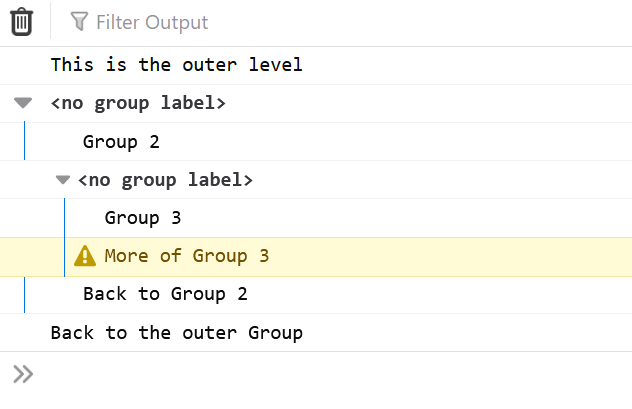 Filter Output
This is the outer level
<no group label>
Group 2
<no group label>
Group 3
More of Group 3
Back to Group 2
Back to the outer Group